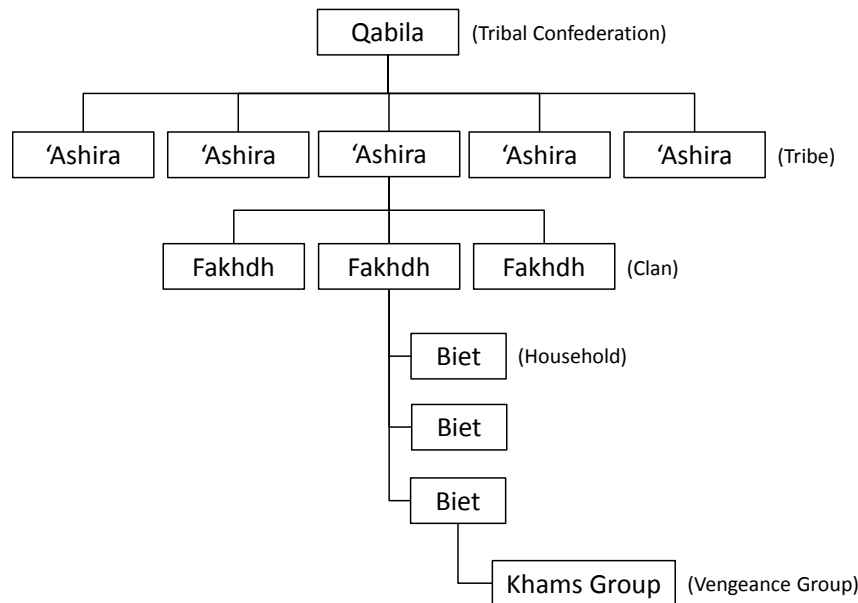 Qabila (Tribal Confederation)
‘Ashira ‘Ashira ‘Ashira ‘Ashira ‘Ashira (Tribe)
Fakhdh Fakhdh Fakhdh (Clan)
Biet (Household)
Biet
Biet
Khams Group (Vengeance Group)